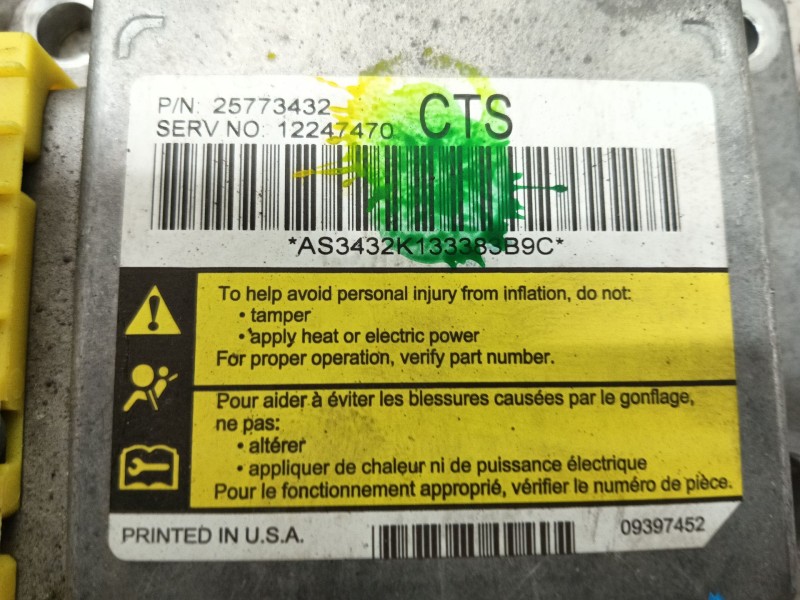 P/N: 25773432 CTS
SERV NO: 12247470
*AS3432K133383B9C*
To help avoid personal injury from inflation, do not:
• tamper
• apply heat or electric power
For proper operation, verify part number.
Pour aider à éviter les blessures causées par le gonflage,
ne pas:
• altérer
• appliquer de chaleur ni de puissance électrique
Pour le fonctionnement approprié, vérifier le numéro de pièce.
PRINTED IN U.S.A. 09397452